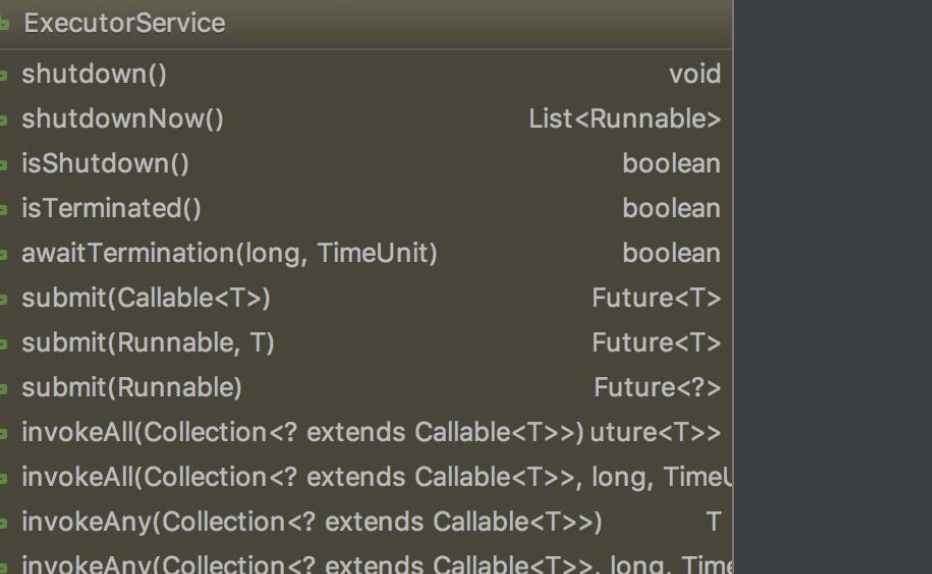 ExecutorService
shutdown() void
shutdownNow() List<Runnable>
isShutdown() boolean
isTerminated() boolean
awaitTermination(long, TimeUnit) boolean
submit(Callable<T>) Future<T>
submit(Runnable, T) Future<T>
submit(Runnable) Future<?>
invokeAll(Collection<? extends Callable<T>>) uture<T>>
invokeAll(Collection<? extends Callable<T>>, long, TimeU
invokeAny(Collection<? extends Callable<T>>) T
invokeAny(Collection<? extends Callable<T>>, long, Time